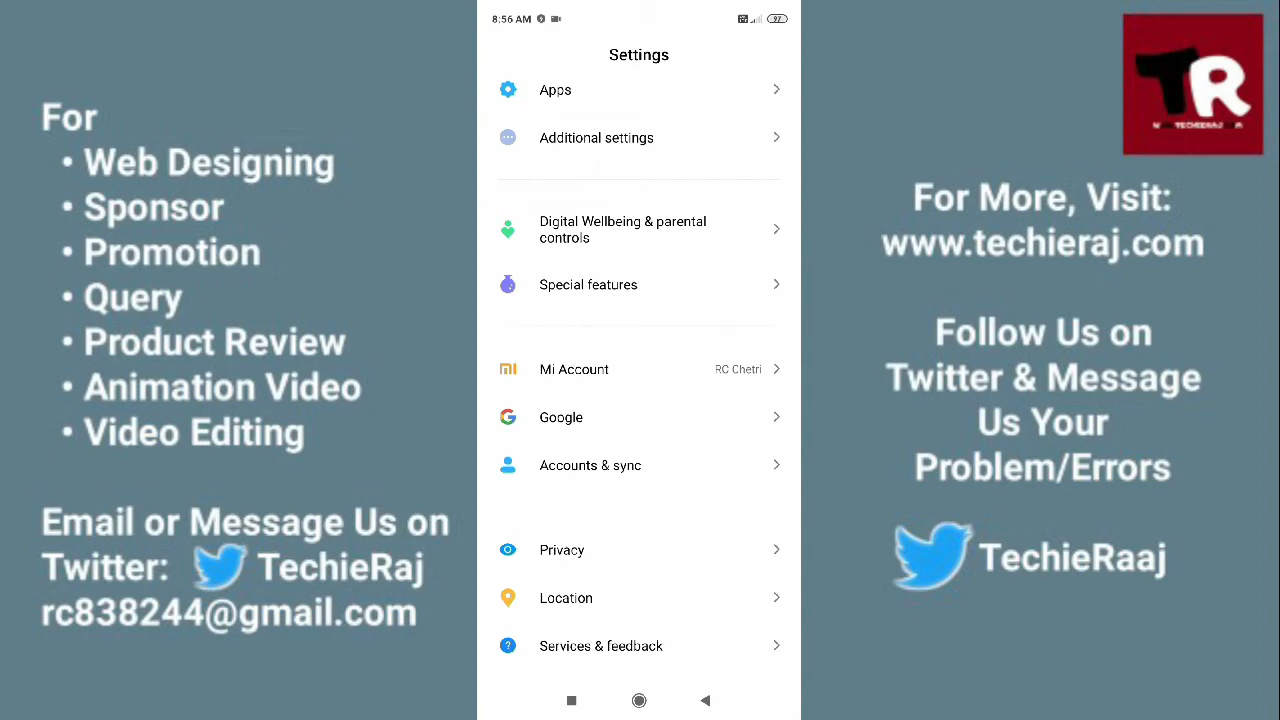 For
• Web Designing
• Sponsor
• Promotion
• Query
• Product Review
• Animation Video
• Video Editing
Email or Message Us on
Twitter: TechieRaj
rc838244@gmail.com
8:56 AM
97
Settings
Apps
Additional settings
Digital Wellbeing & parental
controls
Special features
Mi Account RC Chetri
Google
Accounts & sync
Privacy
Location
Services & feedback
TR
For More, Visit:
www.techieraj.com
Follow Us on
Twitter & Message
Us Your
Problem/Errors
TechieRaaj